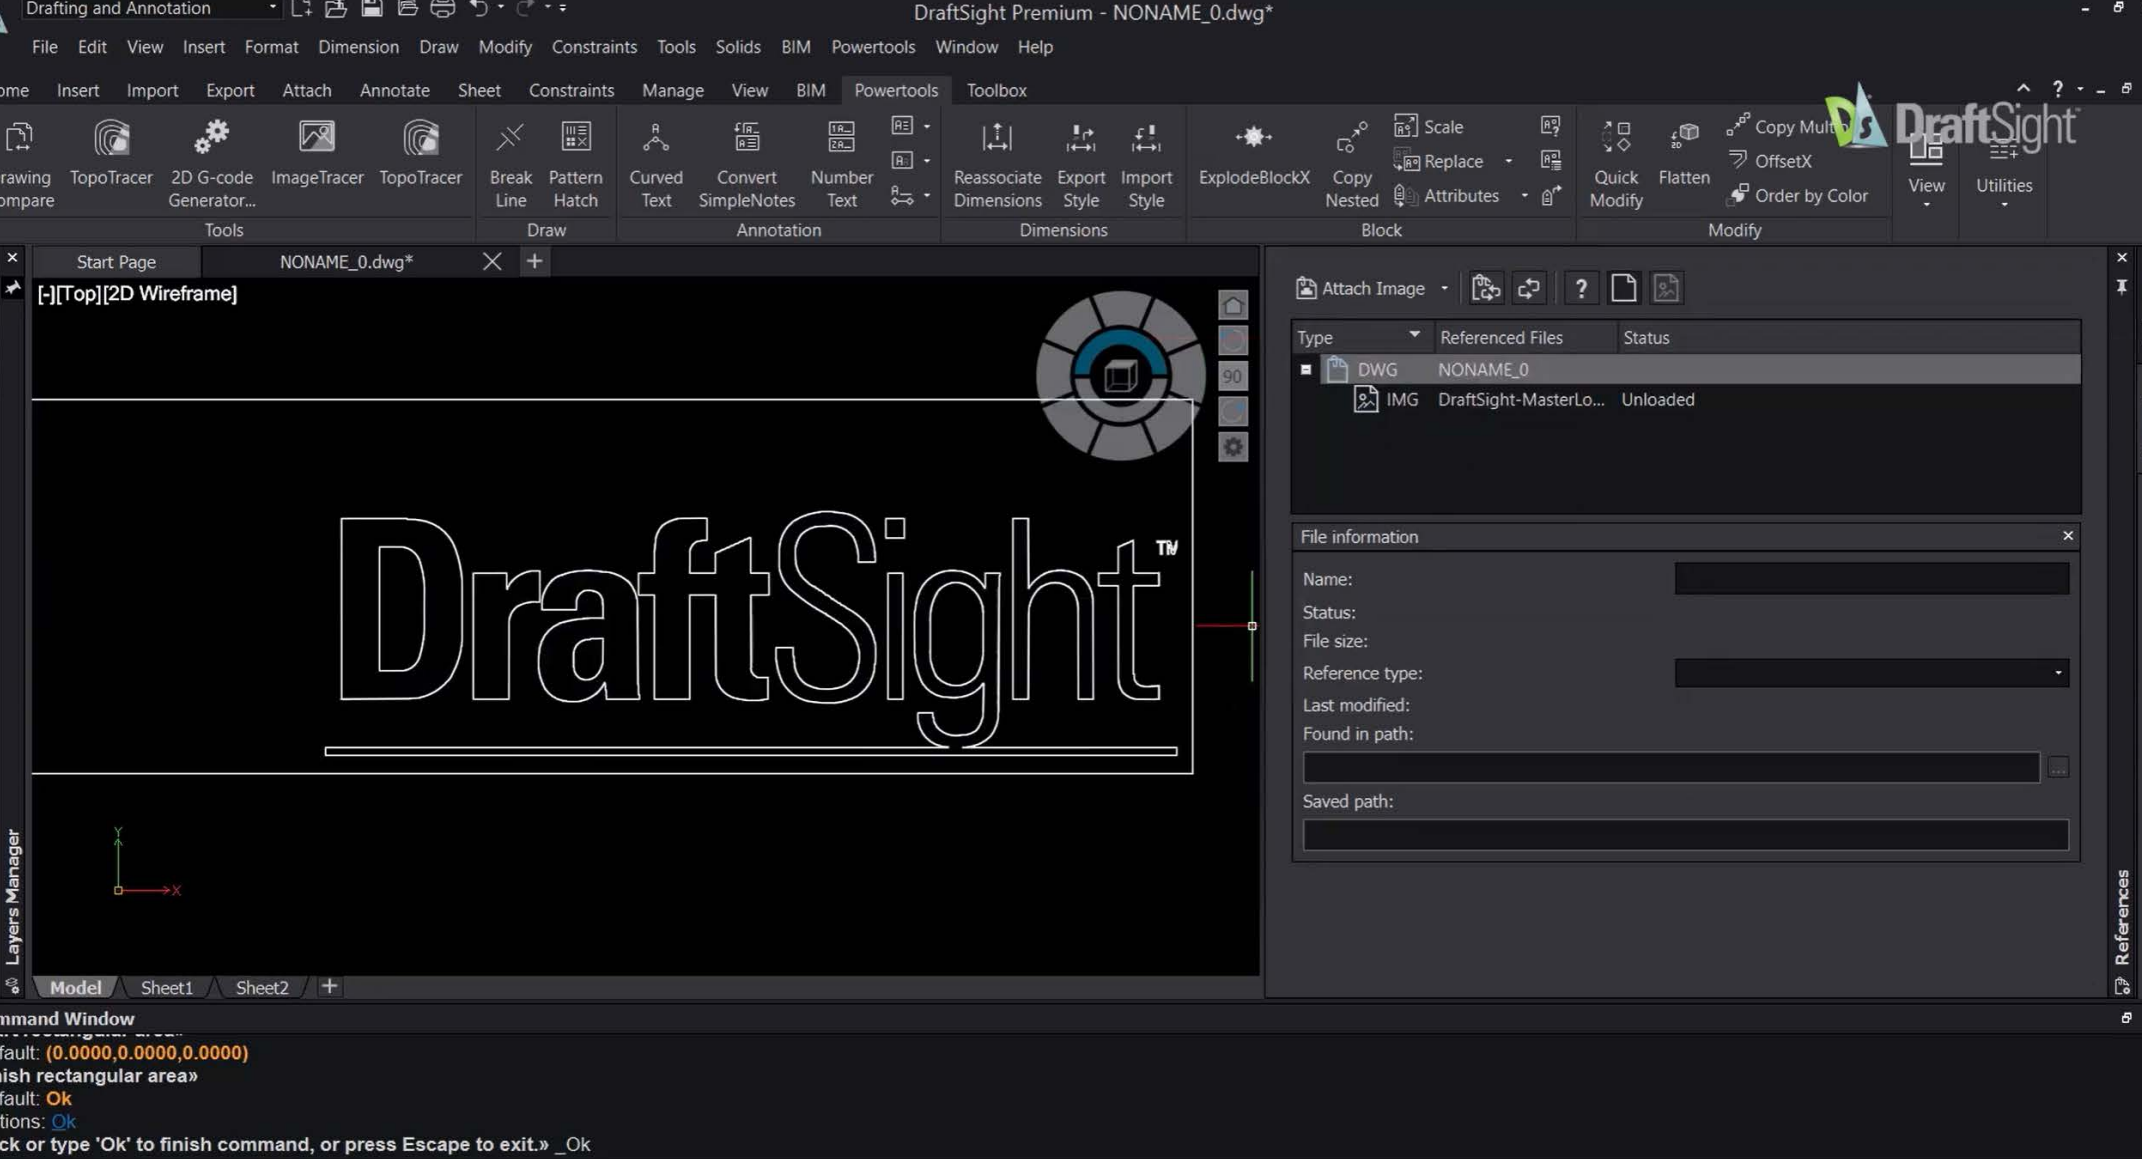 Drafting and Annotation
DraftSight Premium - NONAME_0.dwg*
File Edit View Insert Format Dimension Draw Modify Constraints Tools Solids BIM Powertools Window Help
ome Insert Import Export Attach Annotate Sheet Constraints Manage View BIM Powertools Toolbox
DraftSight™
rawing
ompare
TopoTracer
2D G-code
Generator...
ImageTracer
TopoTracer
Break
Line
Pattern
Hatch
Curved
Text
Convert
SimpleNotes
Number
Text
Reassociate
Dimensions
Export
Style
Import
Style
ExplodeBlockX
Copy
Nested
Scale
Replace
Attributes
Quick
Modify
Flatten
Copy Mult
OffsetX
Order by Color
View
Utilities
Tools Draw Annotation Dimensions Block Modify
Start Page NONAME_0.dwg*
[-][Top][2D Wireframe]
90
DraftSight™
Y
X
Attach Image
Type Referenced Files Status
DWG NONAME_0
IMG DraftSight-MasterLo... Unloaded
File information
Name:
Status:
File size:
Reference type:
Last modified:
Found in path:
...
Saved path:
Layers Manager
References
Model Sheet1 Sheet2
mmand Window
fault: (0.0000,0.0000,0.0000)
nish rectangular area»
fault: Ok
tions: Ok
ck or type 'Ok' to finish command, or press Escape to exit.» _Ok